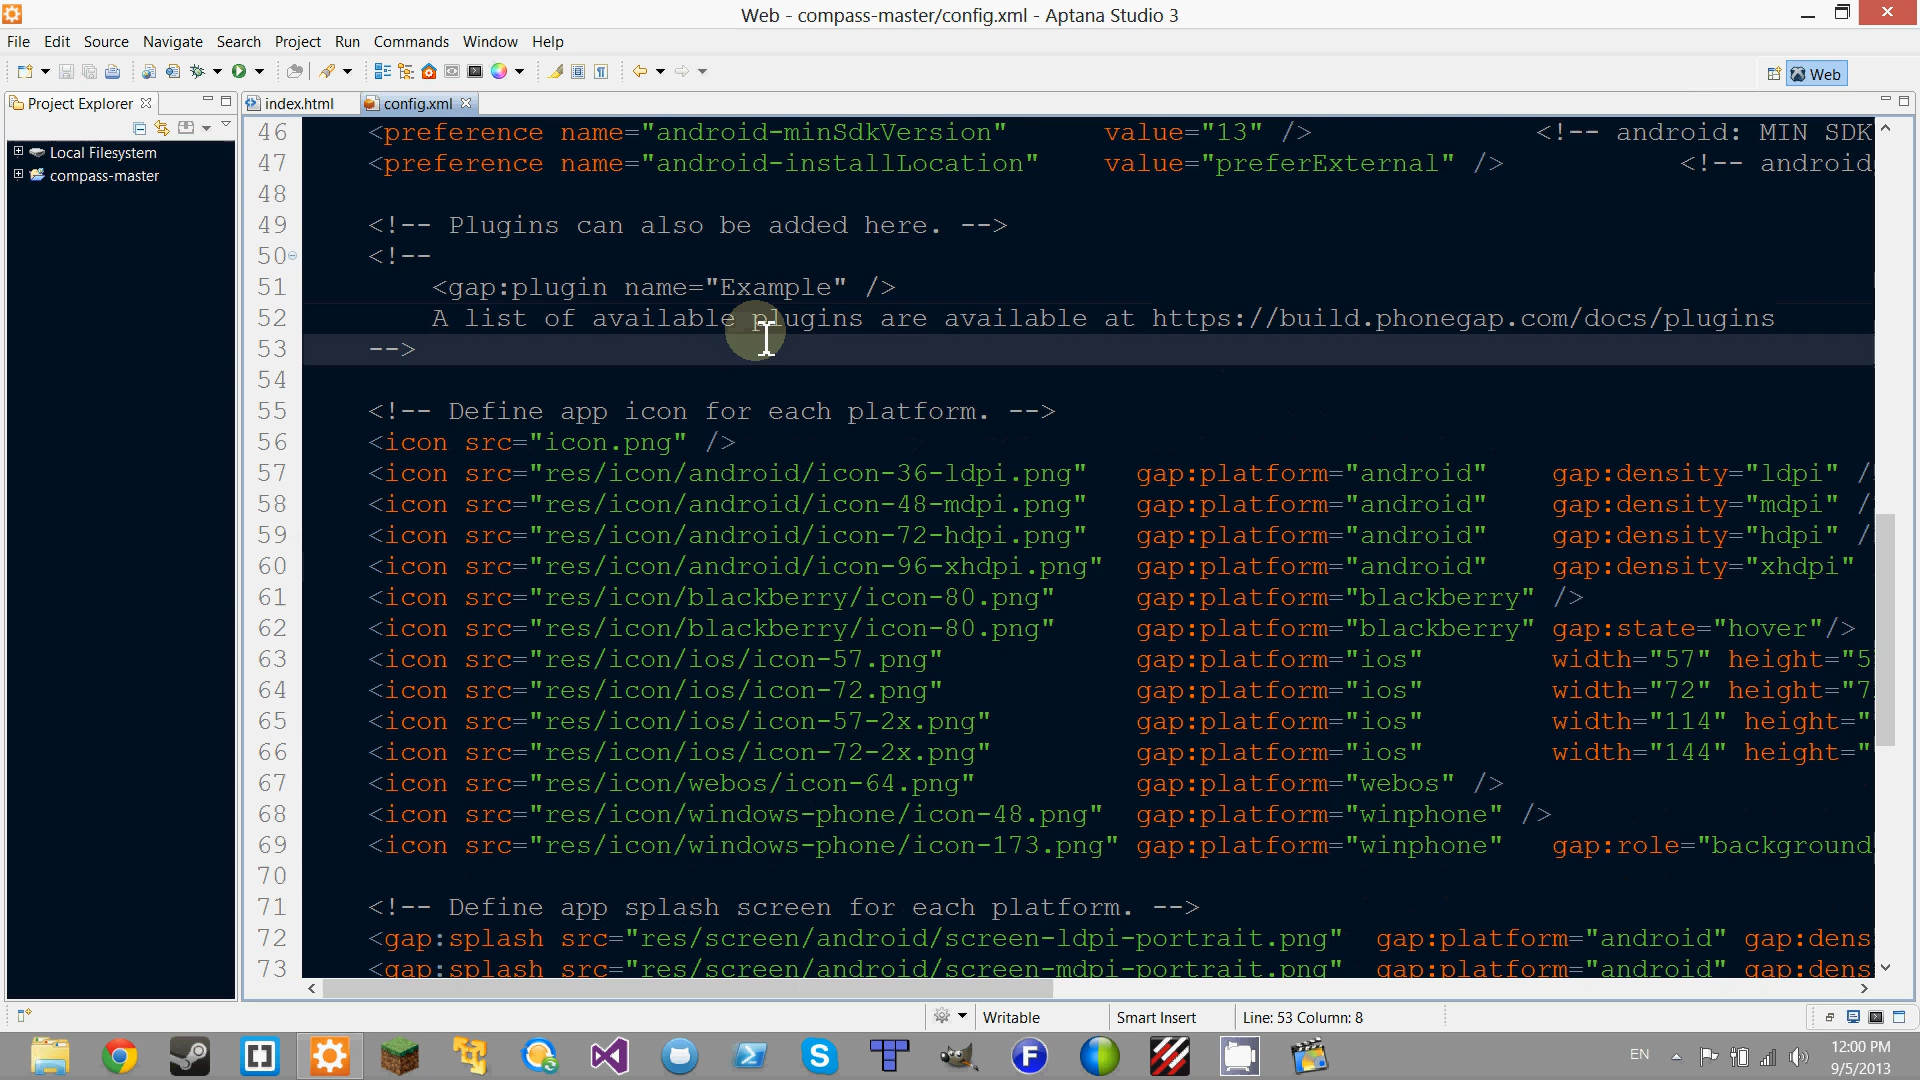 Web - compass-master/config.xml - Aptana Studio 3
File Edit Source Navigate Search Project Run Commands Window Help
Web
Project Explorer
index.html config.xml
Local Filesystem
compass-master
46 <preference name="android-minSdkVersion" value="13" /> <!-- android: MIN SDK
47 <preference name="android-installLocation" value="preferExternal" /> <!-- android
48
49 <!-- Plugins can also be added here. -->
50 <!--
51 <gap:plugin name="Example" />
52 A list of available plugins are available at https://build.phonegap.com/docs/plugins
53 -->
54
55 <!-- Define app icon for each platform. -->
56 <icon src="icon.png" />
57 <icon src="res/icon/android/icon-36-ldpi.png" gap:platform="android" gap:density="ldpi" /
58 <icon src="res/icon/android/icon-48-mdpi.png" gap:platform="android" gap:density="mdpi" /
59 <icon src="res/icon/android/icon-72-hdpi.png" gap:platform="android" gap:density="hdpi" /
60 <icon src="res/icon/android/icon-96-xhdpi.png" gap:platform="android" gap:density="xhdpi"
61 <icon src="res/icon/blackberry/icon-80.png" gap:platform="blackberry" />
62 <icon src="res/icon/blackberry/icon-80.png" gap:platform="blackberry" gap:state="hover"/>
63 <icon src="res/icon/ios/icon-57.png" gap:platform="ios" width="57" height="5
64 <icon src="res/icon/ios/icon-72.png" gap:platform="ios" width="72" height="7
65 <icon src="res/icon/ios/icon-57-2x.png" gap:platform="ios" width="114" height="
66 <icon src="res/icon/ios/icon-72-2x.png" gap:platform="ios" width="144" height="
67 <icon src="res/icon/webos/icon-64.png" gap:platform="webos" />
68 <icon src="res/icon/windows-phone/icon-48.png" gap:platform="winphone" />
69 <icon src="res/icon/windows-phone/icon-173.png" gap:platform="winphone" gap:role="background
70
71 <!-- Define app splash screen for each platform. -->
72 <gap:splash src="res/screen/android/screen-ldpi-portrait.png" gap:platform="android" gap:dens
73 <gap:splash src="res/screen/android/screen-mdpi-portrait.png" gap:platform="android" gap:dens
Writable Smart Insert Line: 53 Column: 8
EN
12:00 PM
9/5/2013